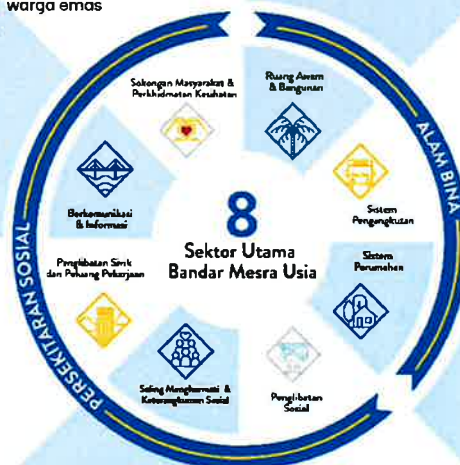 warga emas
Sokongan Masyarakat &
Perkhidmatan Kesihatan
Ruang Awam
& Bangunan
ALAM BINA
Sistem
Pengangkutan
Sistem
Perumahan
Penglibatan
Sosial
Saling Menghormati &
Keterangkuman Sosial
Penglibatan Sivik
dan Peluang Pekerjaan
Berkomunikasi
& Informasi
PERSEKITARAN SOSIAL
8
Sektor Utama
Bandar Mesra Usia